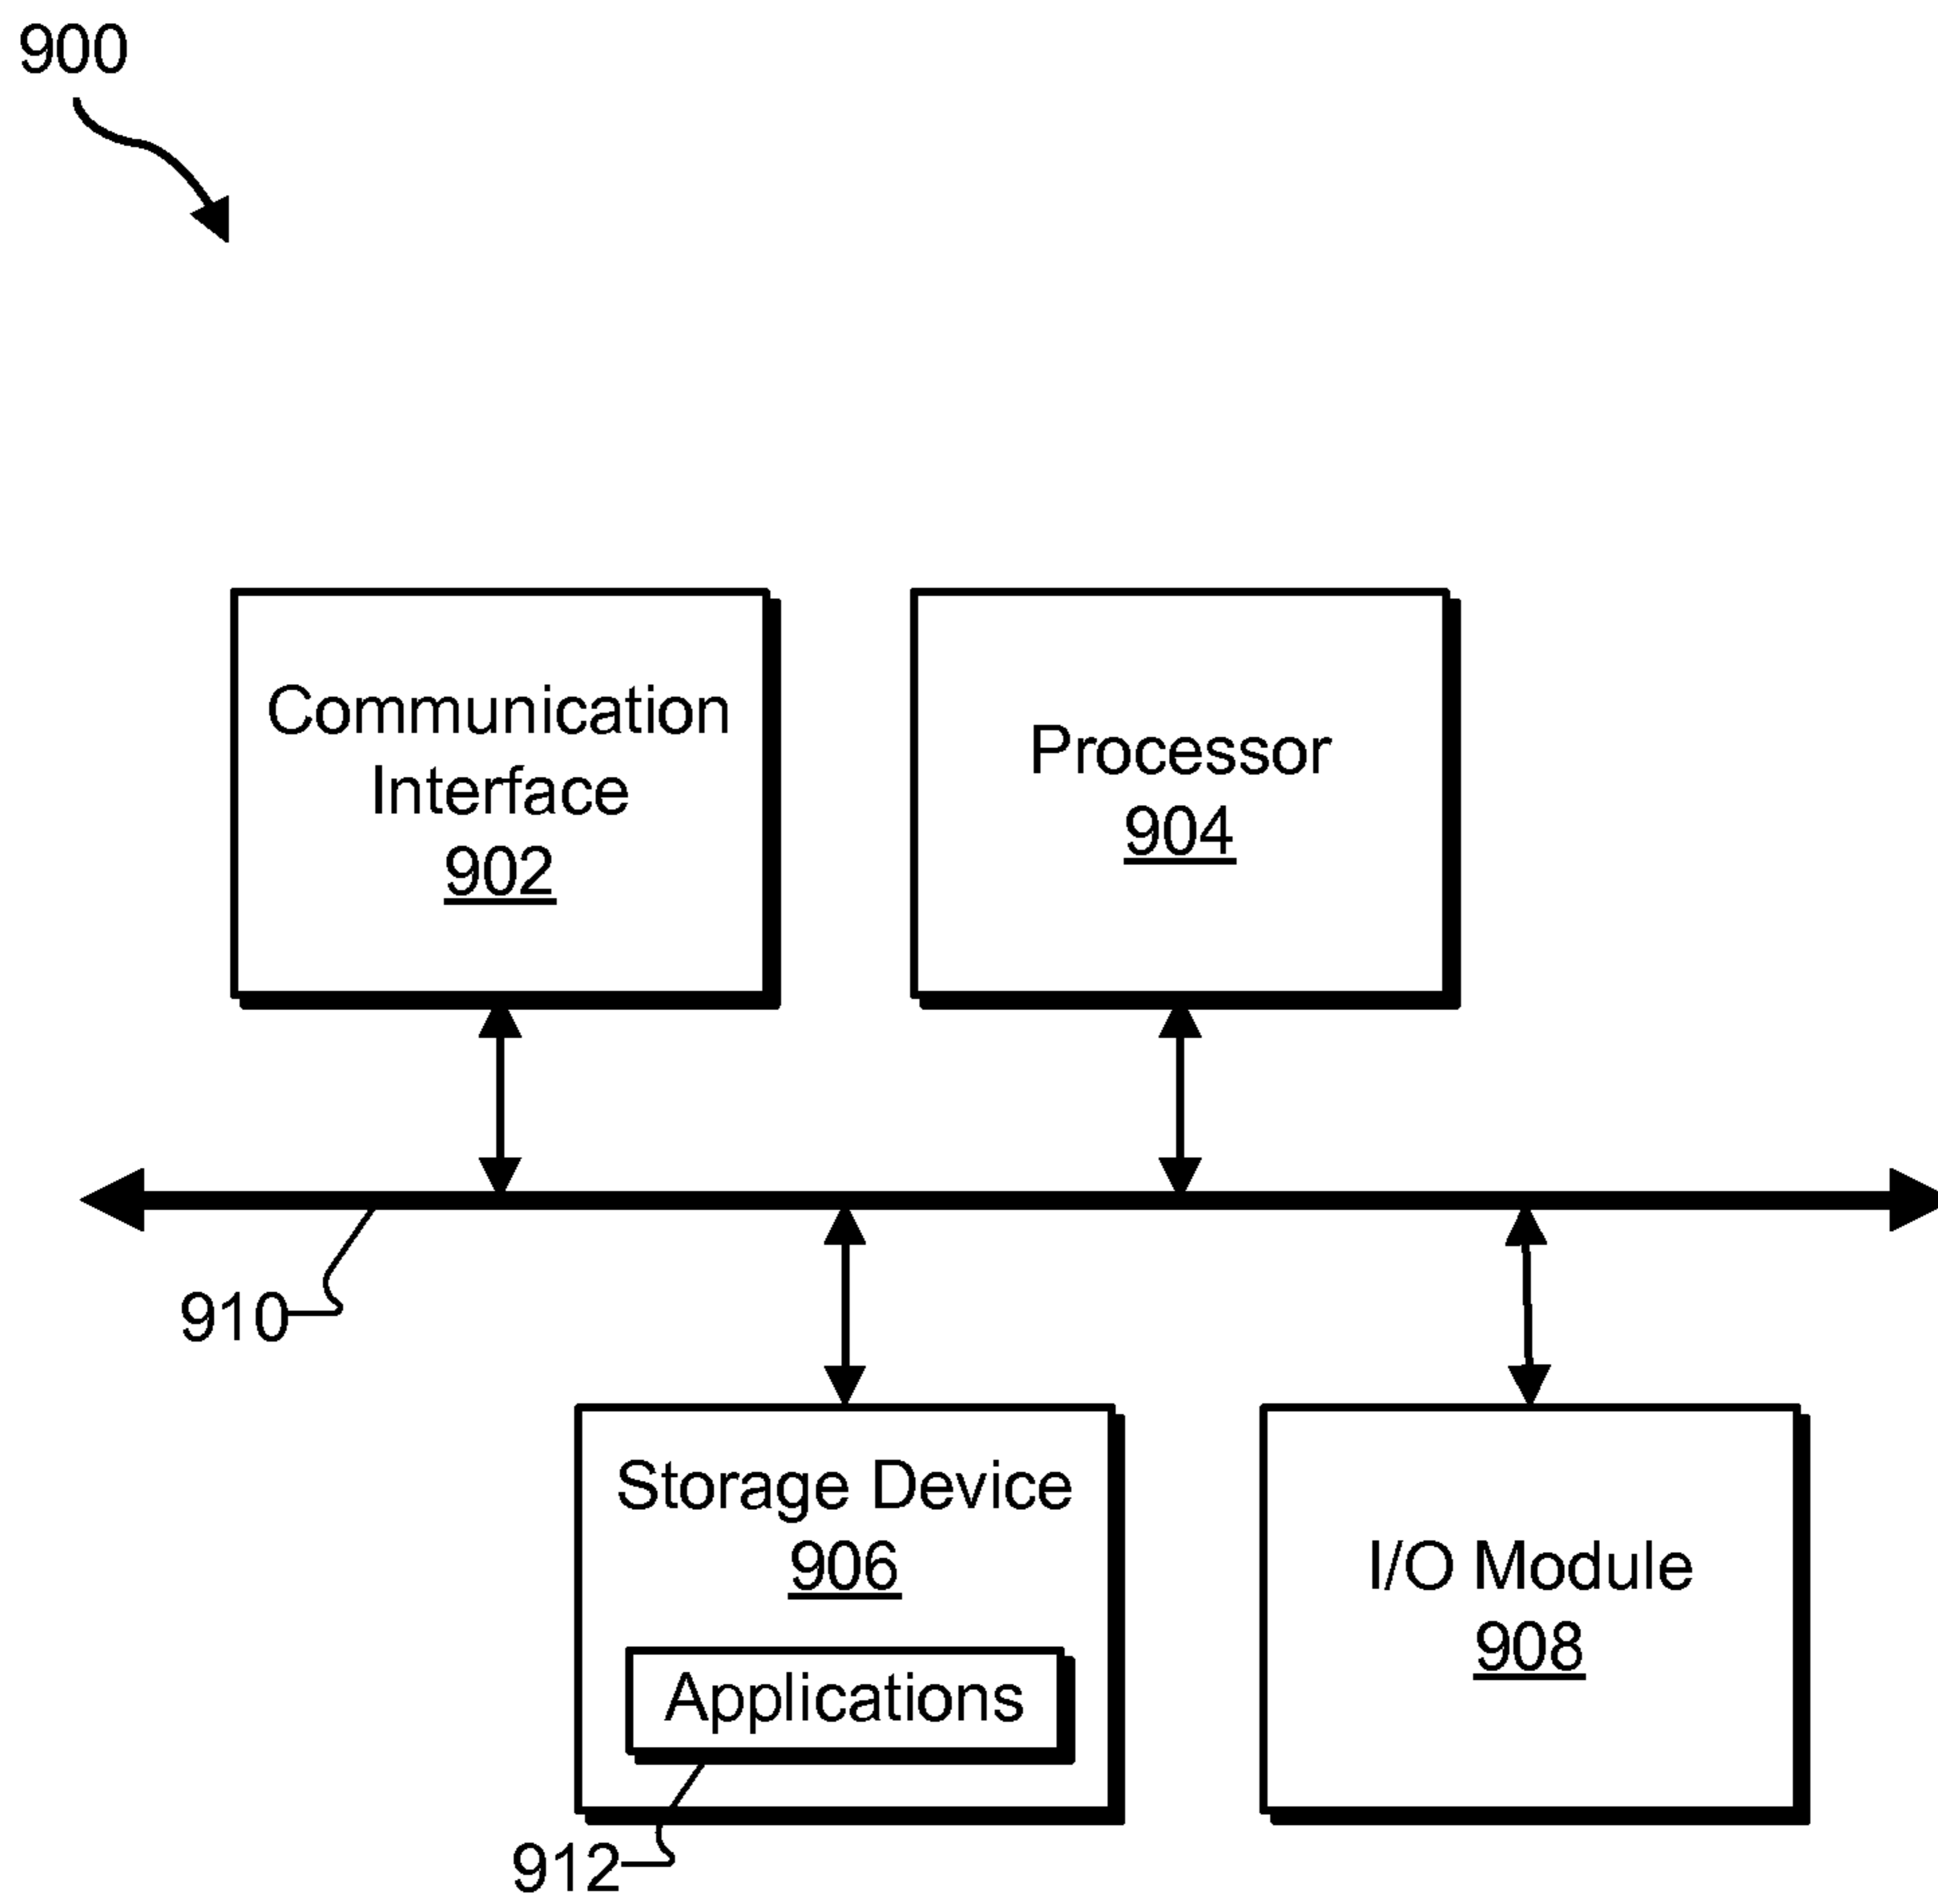 900
Communication
Interface
902
Processor
904
910
Storage Device
906
Applications
912
I/O Module
908